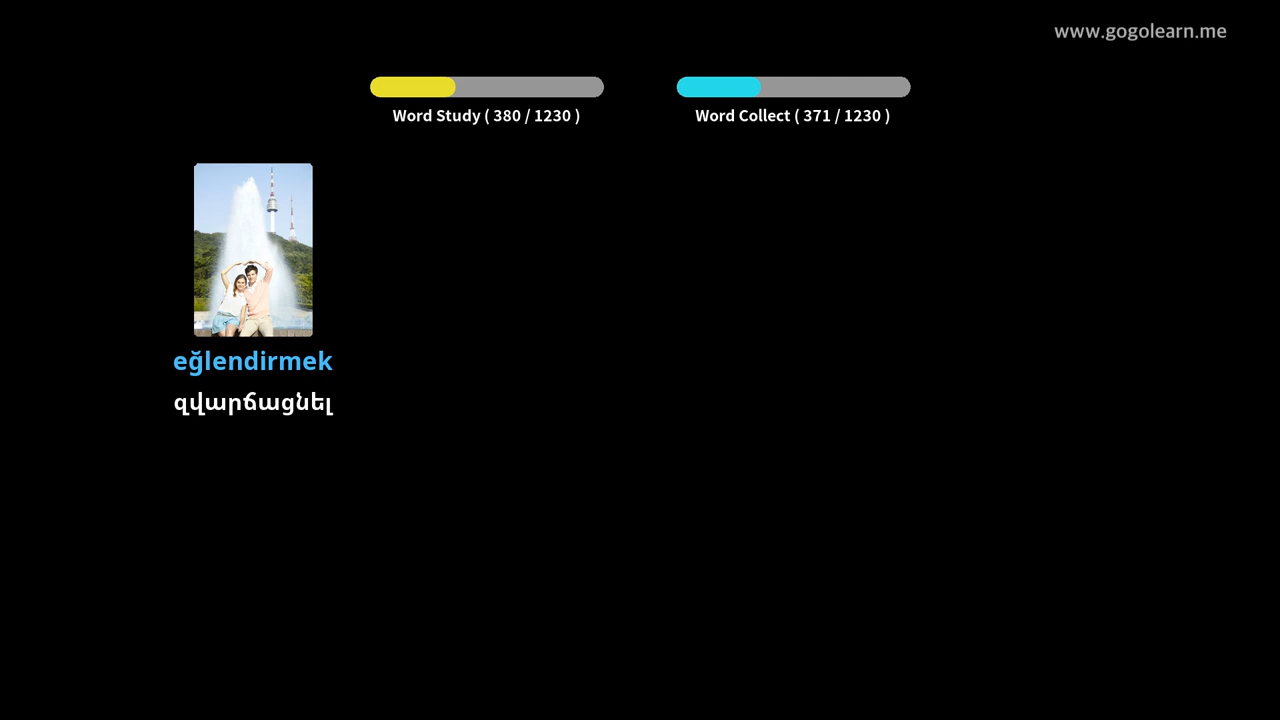 www.gogolearn.me
Word Study ( 380 / 1230 )
Word Collect ( 371 / 1230 )
eğlendirmek
զվարճացնել